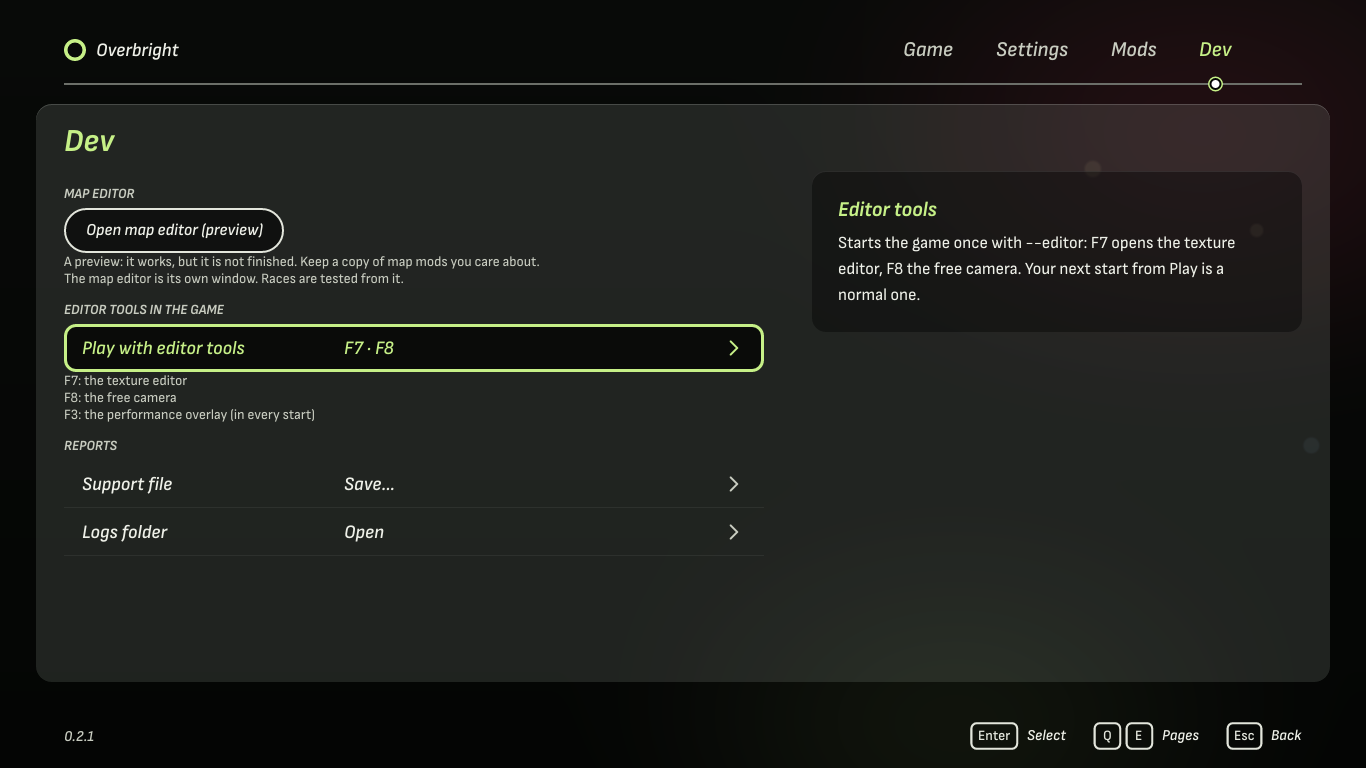 Overbright
Game Settings Mods Dev
Dev
MAP EDITOR
Open map editor (preview)
A preview: it works, but it is not finished. Keep a copy of map mods you care about.
The map editor is its own window. Races are tested from it.
EDITOR TOOLS IN THE GAME
Play with editor tools F7 · F8
F7: the texture editor
F8: the free camera
F3: the performance overlay (in every start)
REPORTS
Support file Save...
Logs folder Open
Editor tools
Starts the game once with --editor: F7 opens the texture
editor, F8 the free camera. Your next start from Play is a
normal one.
0.2.1
Enter Select Q E Pages Esc Back